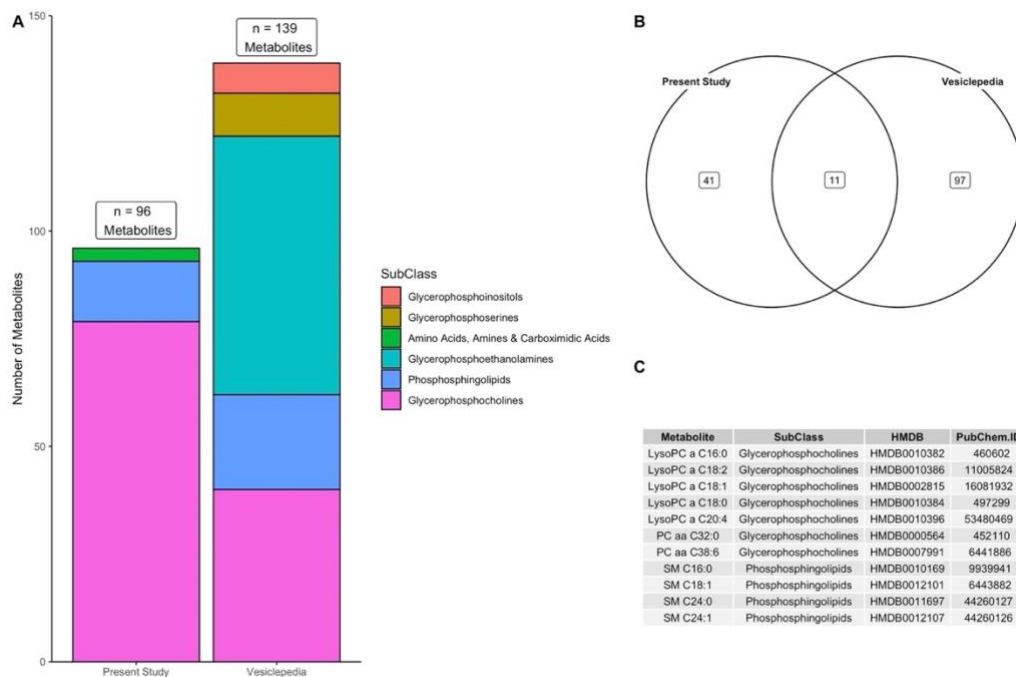 A
150
100
50
0
Number of Metabolites
n = 96
Metabolites
n = 139
Metabolites
Present Study
Vesiclepedia
SubClass
Glycerophosphoinositols
Glycerophosphoserines
Amino Acids, Amines & Carboximidic Acids
Glycerophosphoethanolamines
Phosphosphingolipids
Glycerophosphocholines
B
Present Study
Vesiclepedia
41
11
97
C
Metabolite SubClass HMDB PubChem.ID
LysoPC a C16:0 Glycerophosphocholines HMDB0010382 460602
LysoPC a C18:2 Glycerophosphocholines HMDB0010386 11005824
LysoPC a C18:1 Glycerophosphocholines HMDB0002815 16081932
LysoPC a C18:0 Glycerophosphocholines HMDB0010384 497299
LysoPC a C20:4 Glycerophosphocholines HMDB0010396 53480469
PC aa C32:0 Glycerophosphocholines HMDB0000564 452110
PC aa C38:6 Glycerophosphocholines HMDB0007991 6441886
SM C16:0 Phosphosphingolipids HMDB0010169 9939941
SM C18:1 Phosphosphingolipids HMDB0012101 6443882
SM C24:0 Phosphosphingolipids HMDB0011697 44260127
SM C24:1 Phosphosphingolipids HMDB0012107 44260126